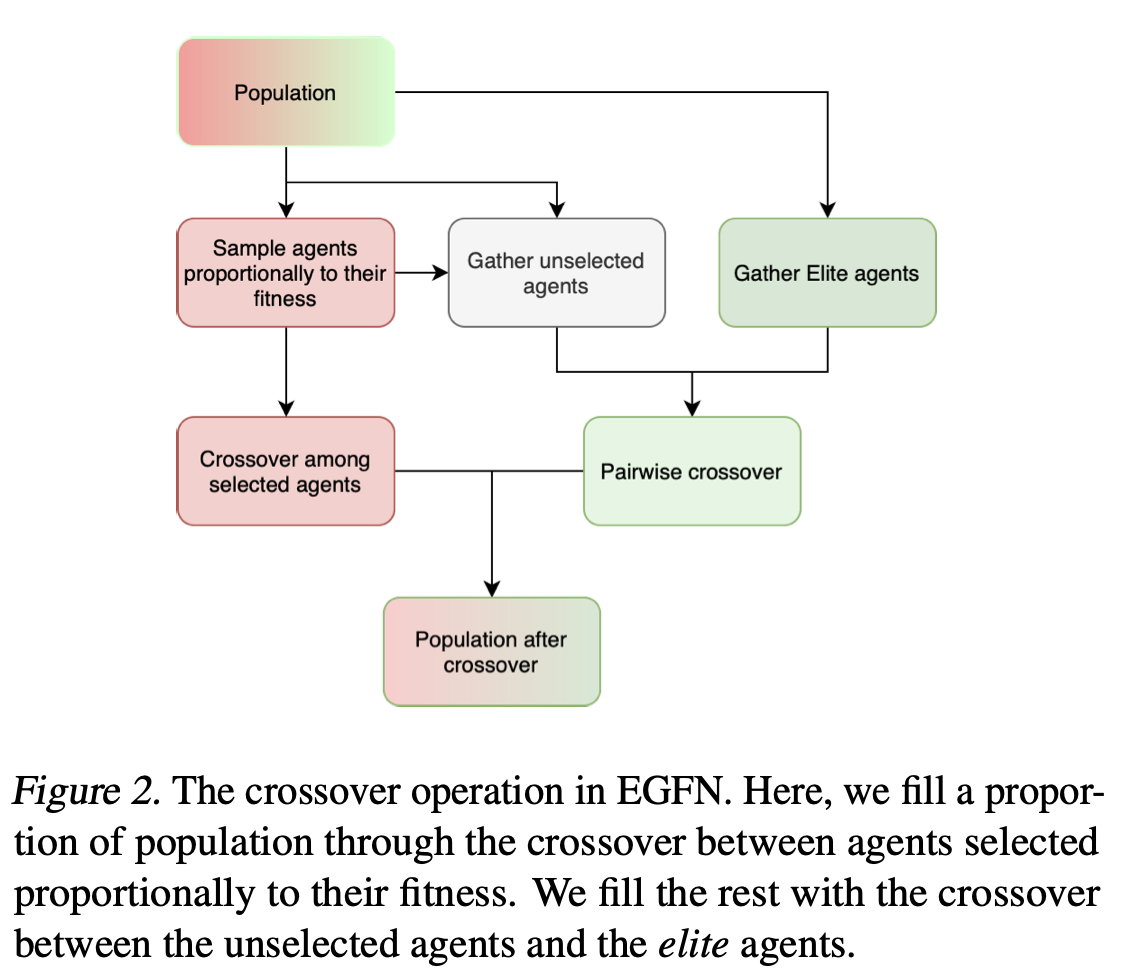 Population
Sample agents
proportionally to their
fitness
Gather unselected
agents
Gather Elite agents
Crossover among
selected agents
Pairwise crossover
Population after
crossover
Figure 2. The crossover operation in EGFN. Here, we fill a propor-
tion of population through the crossover between agents selected
proportionally to their fitness. We fill the rest with the crossover
between the unselected agents and the elite agents.